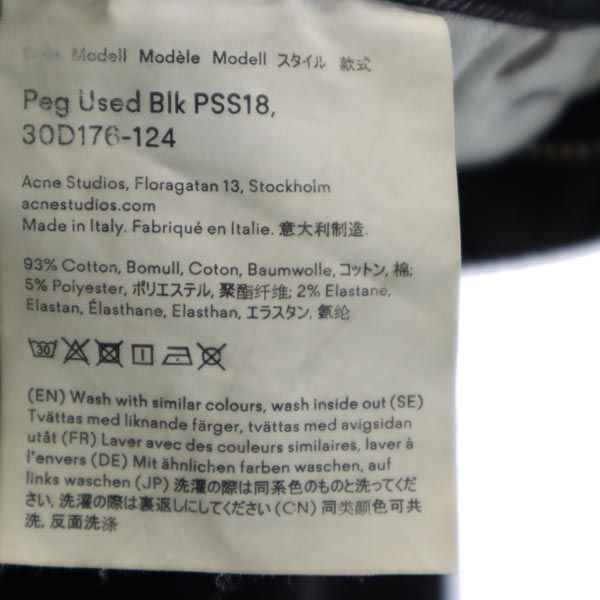 Style Modell Modèle Modell スタイル 款式
Peg Used Blk PSS18,
30D176-124
Acne Studios, Floragatan 13, Stockholm
acnestudios.com
Made in Italy. Fabriqué en Italie. 意大利制造.
93% Cotton, Bomull, Coton, Baumwolle, コットン, 棉;
5% Polyester, ポリエステル, 聚酯纤维; 2% Elastane,
Elastan, Élasthane, Elasthan, エラスタン, 氨纶
30
(EN) Wash with similar colours, wash inside out (SE)
Tvättas med liknande färger, tvättas med avigsidan
utåt (FR) Laver avec des couleurs similaires, laver à
l'envers (DE) Mit ähnlichen farben waschen, auf
links waschen (JP) 洗濯の際は同系色のものと洗ってくだ
さい, 洗濯の際は裏返しにしてください (CN) 同类颜色可共
洗, 反面洗涤